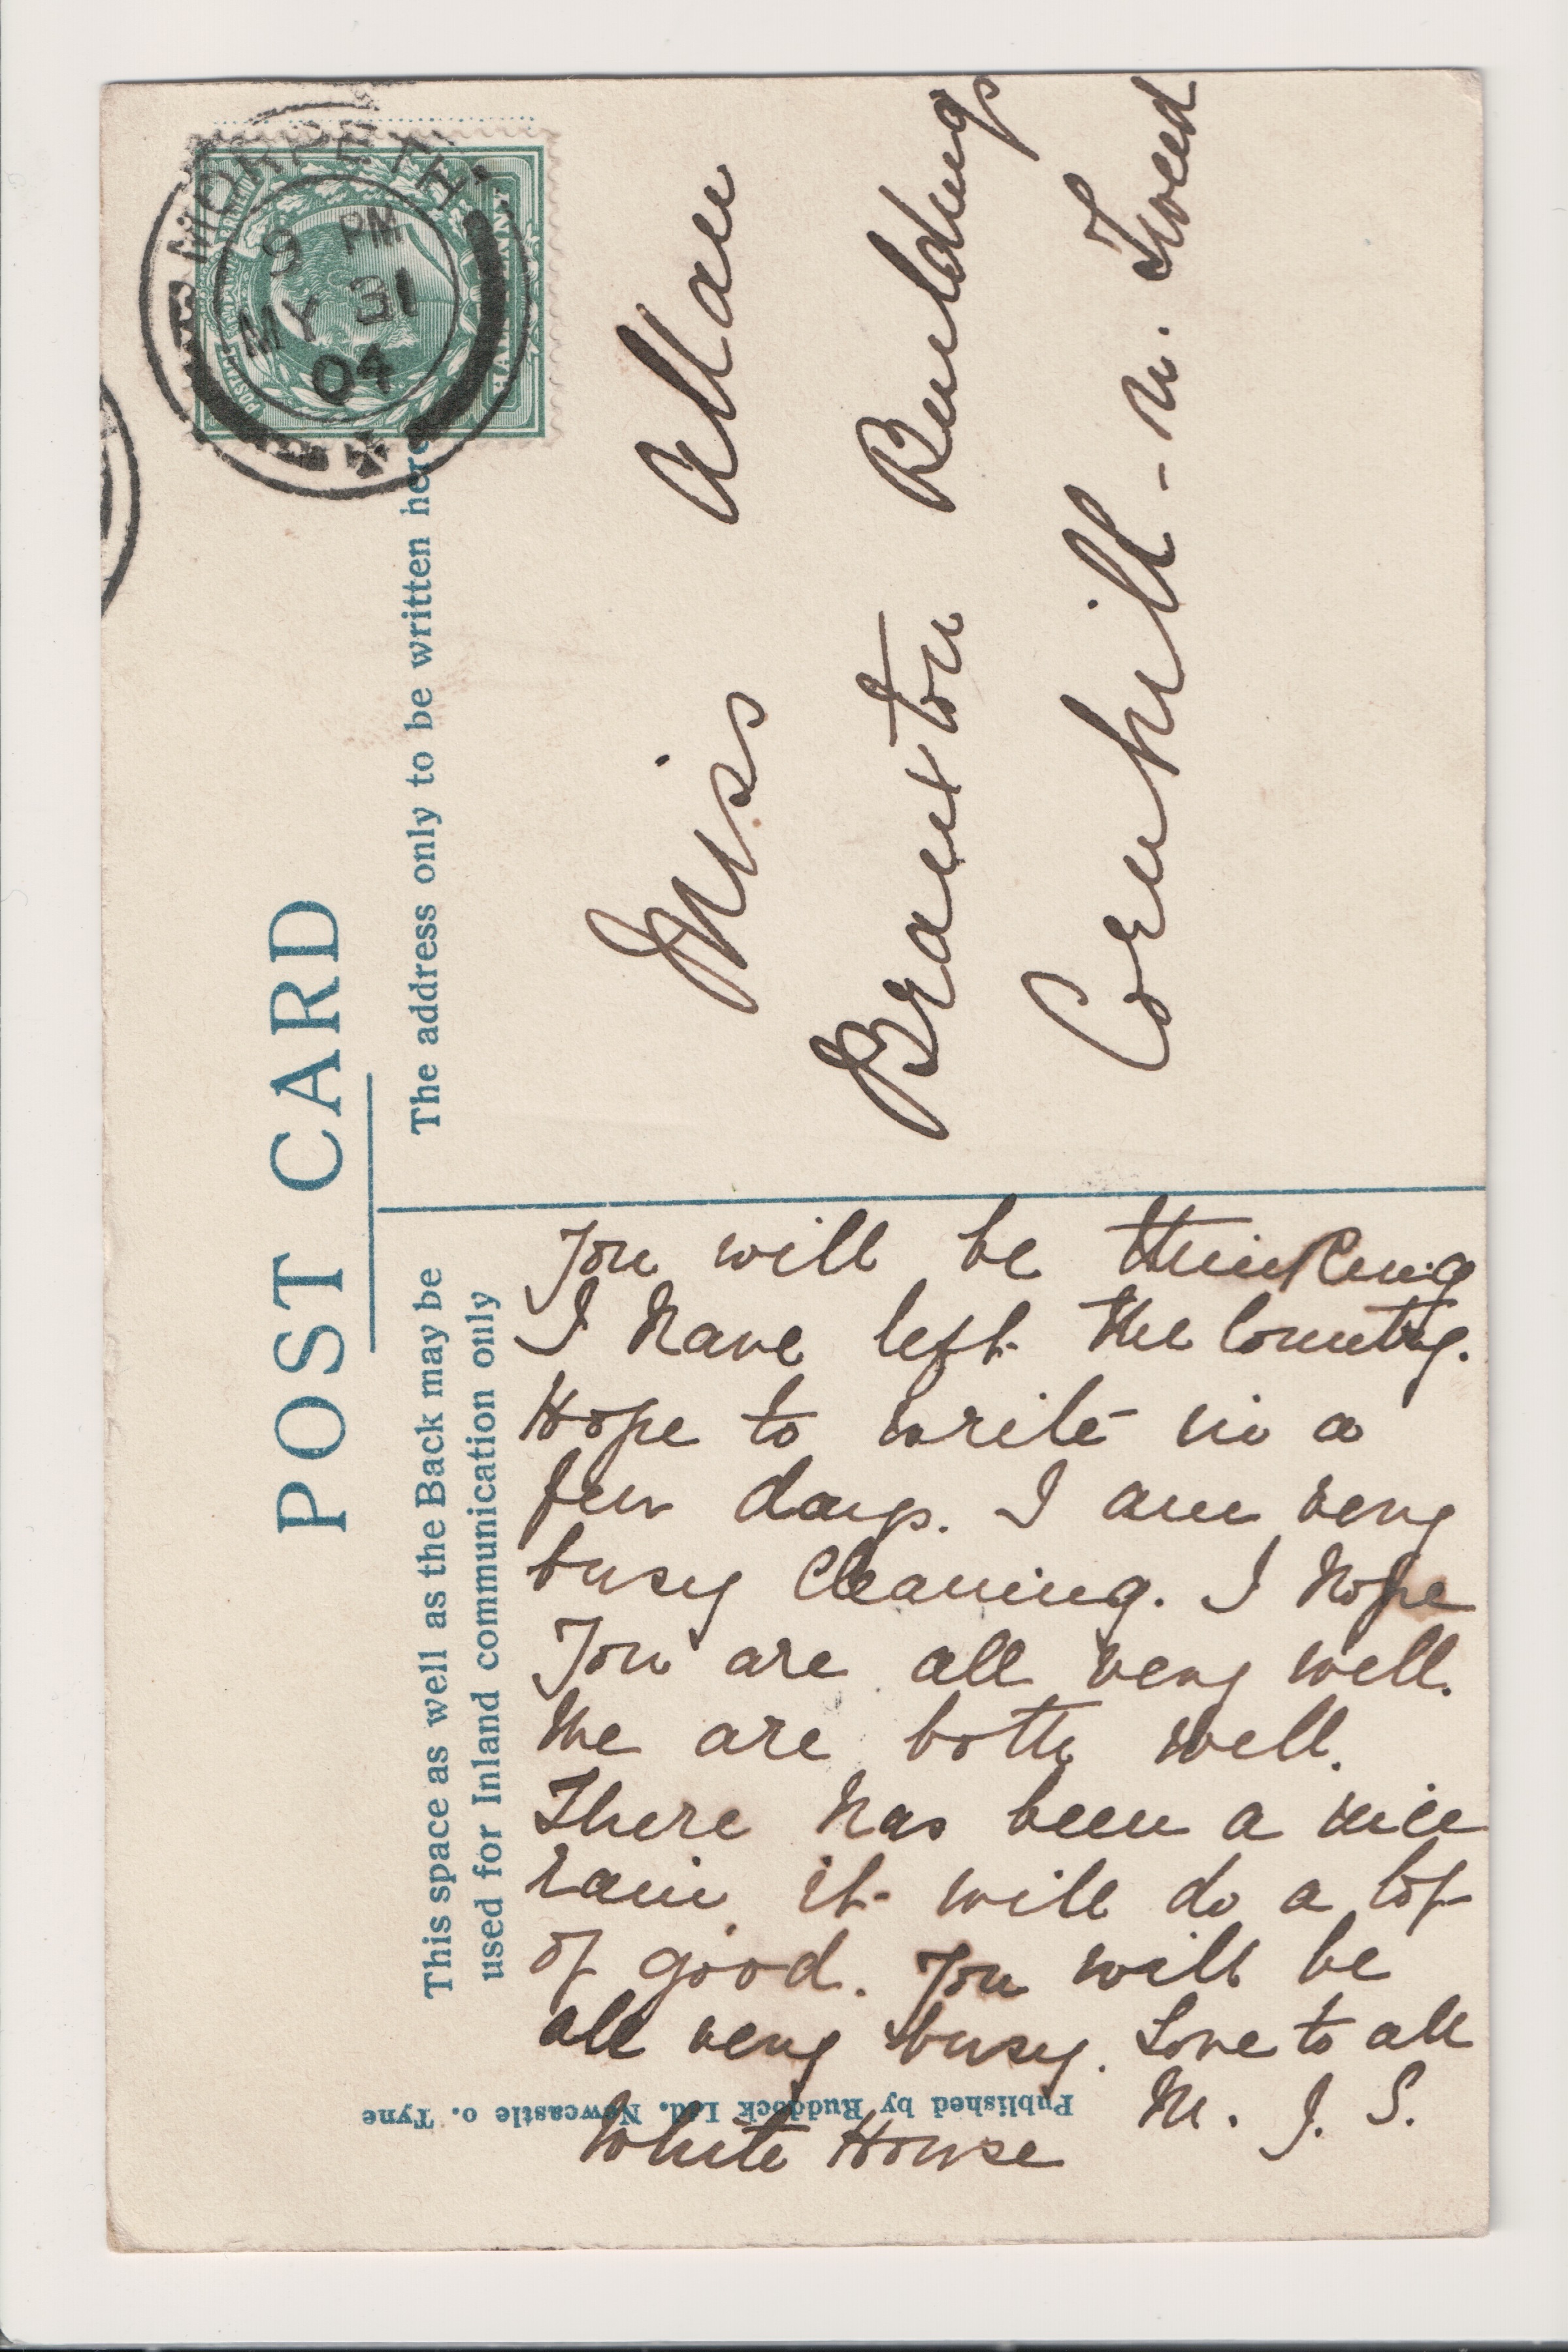 POST CARD
This space as well as the Back may be
used for Inland communication only
The address only to be written here
MORPETH
9 PM
MY 31
04
HALFPENNY
Miss Allan
Branxton Buildings
Cornhill - n. Tweed
You will be thinking
I have left the Country.
Hope to write in a
few days. I am very
busy Cleaning. I hope
You are all very well.
We are both well.
There has been a nice
rain it will do a lot
of good. You will be
all very busy. Love to all
M. J. S.
White House
Published by Ruddock Ltd. Newcastle o. Tyne